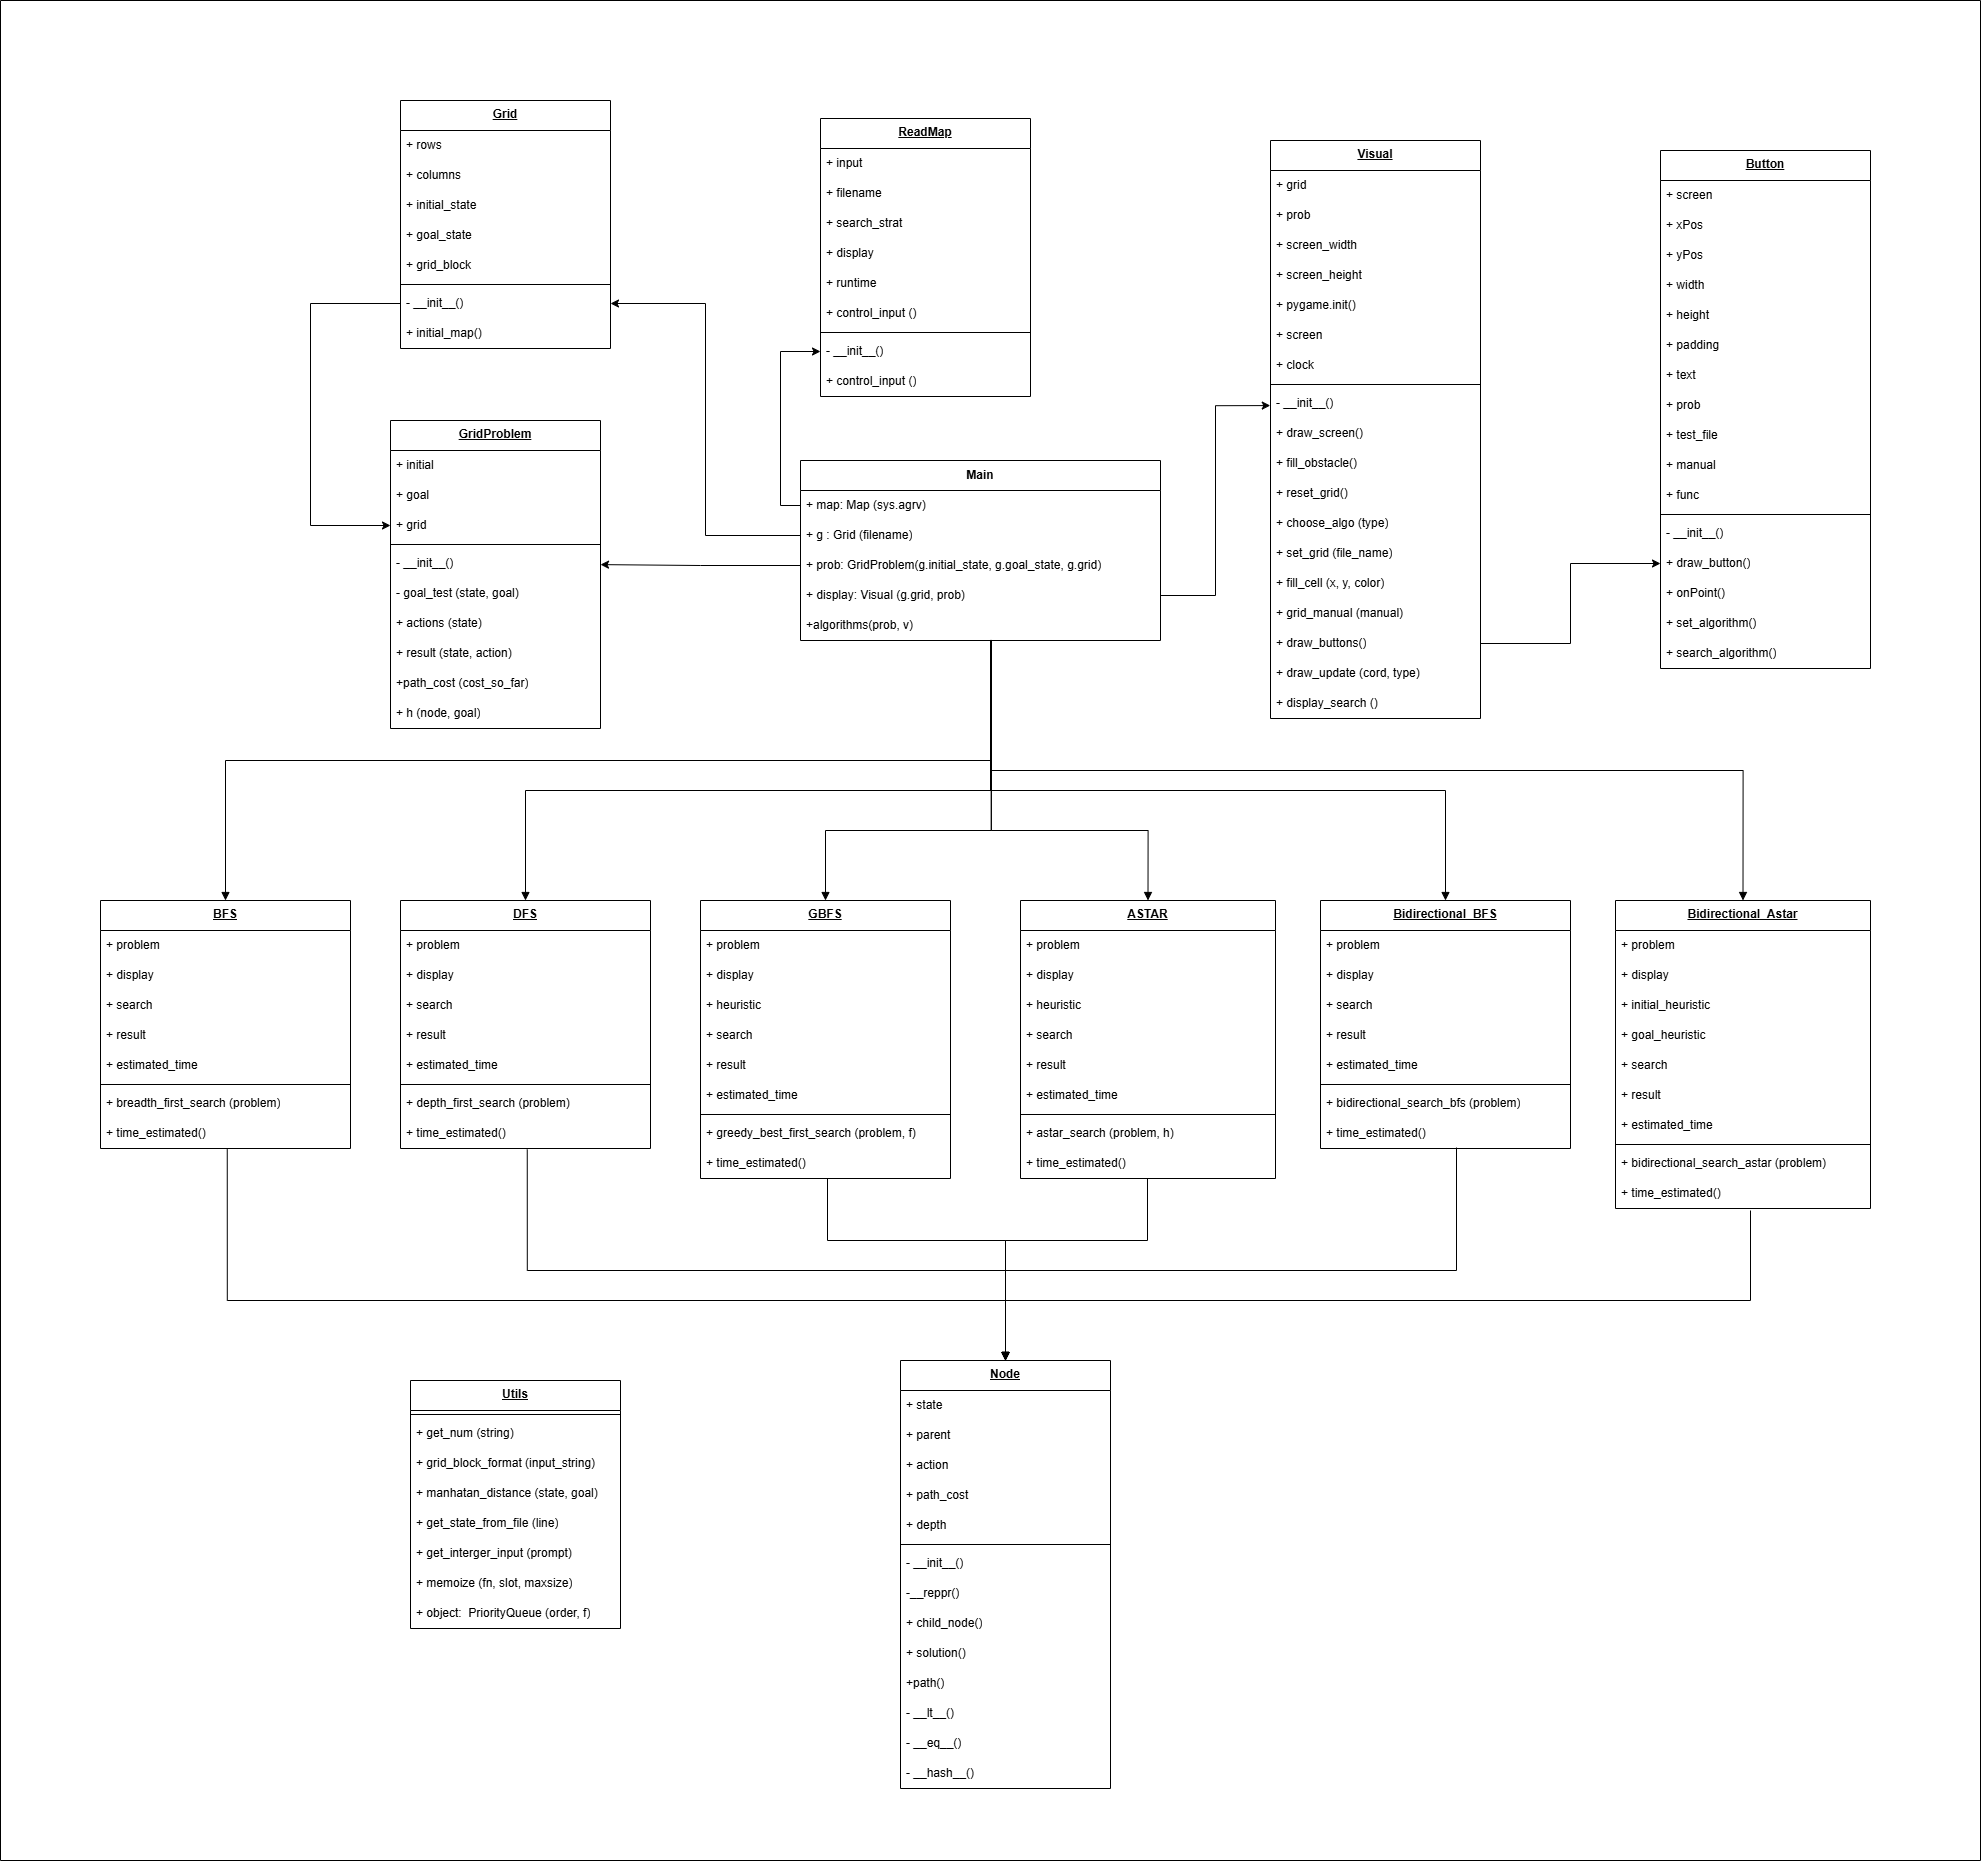 Grid
+ rows
+ columns
+ initial_state
+ goal_state
+ grid_block
- __init__()
+ initial_map()
ReadMap
+ input
+ filename
+ search_strat
+ display
+ runtime
+ control_input ()
- __init__()
+ control_input ()
Visual
+ grid
+ prob
+ screen_width
+ screen_height
+ pygame.init()
+ screen
+ clock
- __init__()
+ draw_screen()
+ fill_obstacle()
+ reset_grid()
+ choose_algo (type)
+ set_grid (file_name)
+ fill_cell (x, y, color)
+ grid_manual (manual)
+ draw_buttons()
+ draw_update (cord, type)
+ display_search ()
Button
+ screen
+ xPos
+ yPos
+ width
+ height
+ padding
+ text
+ prob
+ test_file
+ manual
+ func
- __init__()
+ draw_button()
+ onPoint()
+ set_algorithm()
+ search_algorithm()
GridProblem
+ initial
+ goal
+ grid
- __init__()
- goal_test (state, goal)
+ actions (state)
+ result (state, action)
+path_cost (cost_so_far)
+ h (node, goal)
Main
+ map: Map (sys.agrv)
+ g : Grid (filename)
+ prob: GridProblem(g.initial_state, g.goal_state, g.grid)
+ display: Visual (g.grid, prob)
+algorithms(prob, v)
BFS
+ problem
+ display
+ search
+ result
+ estimated_time
+ breadth_first_search (problem)
+ time_estimated()
DFS
+ problem
+ display
+ search
+ result
+ estimated_time
+ depth_first_search (problem)
+ time_estimated()
GBFS
+ problem
+ display
+ heuristic
+ search
+ result
+ estimated_time
+ greedy_best_first_search (problem, f)
+ time_estimated()
ASTAR
+ problem
+ display
+ heuristic
+ search
+ result
+ estimated_time
+ astar_search (problem, h)
+ time_estimated()
Bidirectional_BFS
+ problem
+ display
+ search
+ result
+ estimated_time
+ bidirectional_search_bfs (problem)
+ time_estimated()
Bidirectional_Astar
+ problem
+ display
+ initial_heuristic
+ goal_heuristic
+ search
+ result
+ estimated_time
+ bidirectional_search_astar (problem)
+ time_estimated()
Utils
+ get_num (string)
+ grid_block_format (input_string)
+ manhatan_distance (state, goal)
+ get_state_from_file (line)
+ get_interger_input (prompt)
+ memoize (fn, slot, maxsize)
+ object:  PriorityQueue (order, f)
Node
+ state
+ parent
+ action
+ path_cost
+ depth
- __init__()
-__reppr()
+ child_node()
+ solution()
+path()
- __lt__()
- __eq__()
- __hash__()